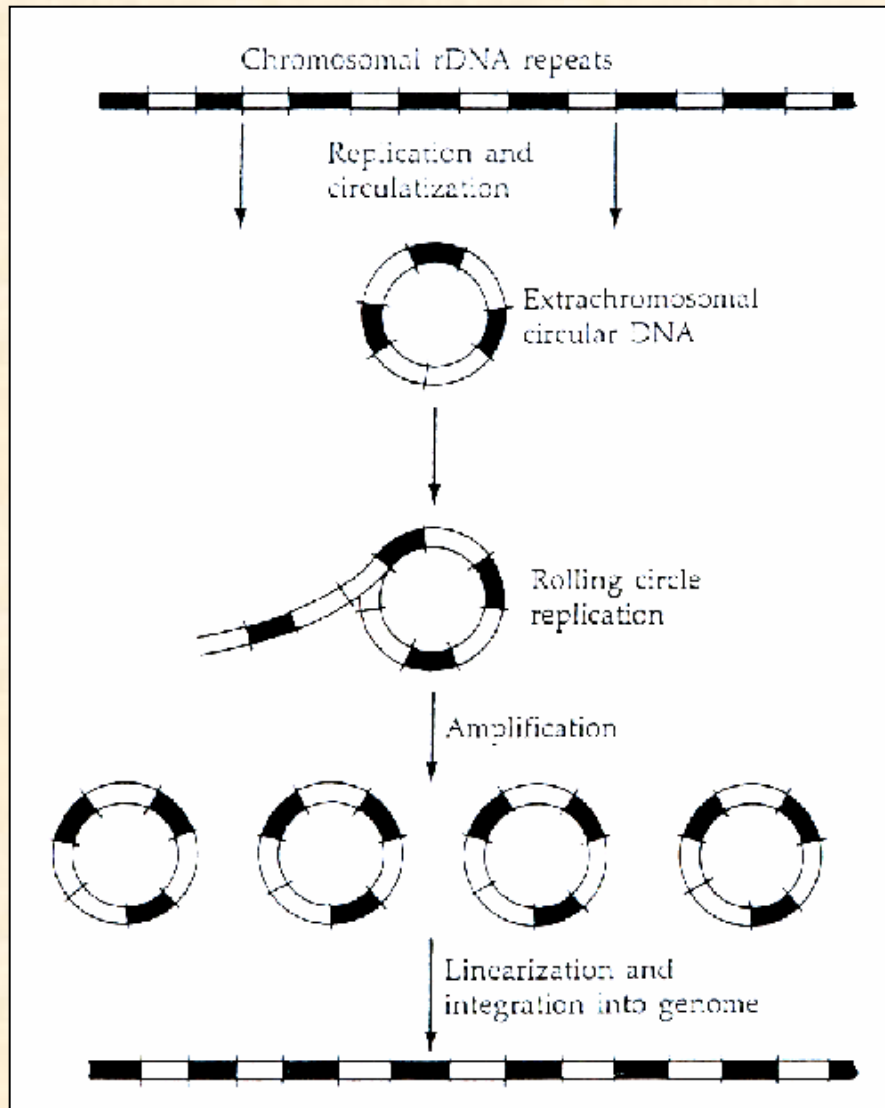 Chromosomal rDNA repeats
Replication and
circulatization
Extrachromosomal
circular DNA
Rolling circle
replication
Amplification
Linearization and
integration into genome